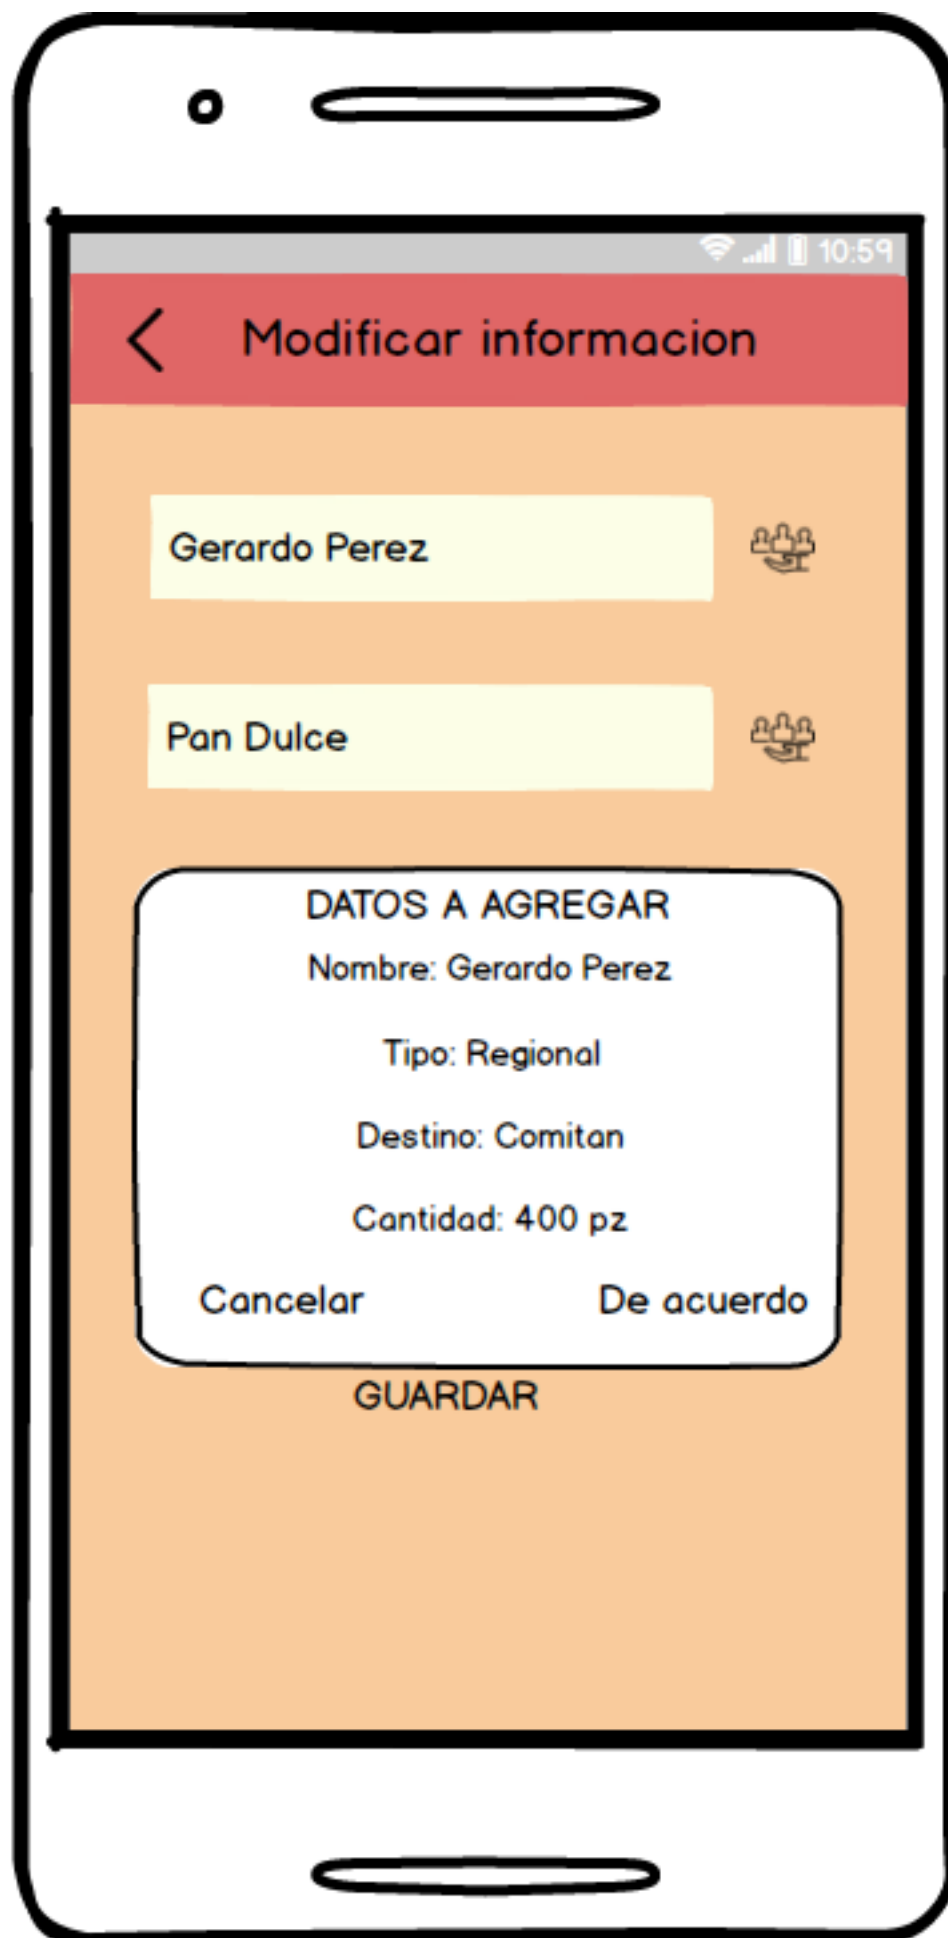 10:59
Modificar informacion
Gerardo Perez
Pan Dulce
DATOS A AGREGAR
Nombre: Gerardo Perez
Tipo: Regional
Destino: Comitan
Cantidad: 400 pz
Cancelar De acuerdo
GUARDAR